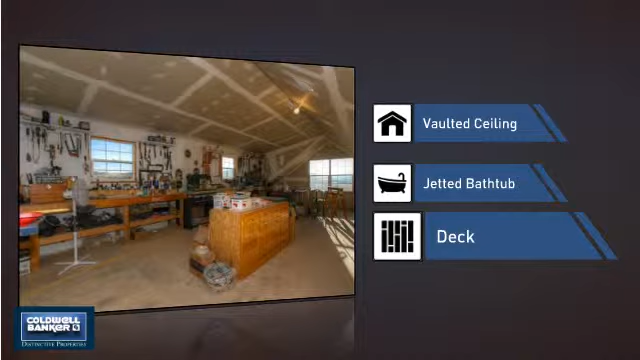 Vaulted Ceiling
Jetted Bathtub
Deck
COLDWELL
BANKER
DISTINCTIVE PROPERTIES